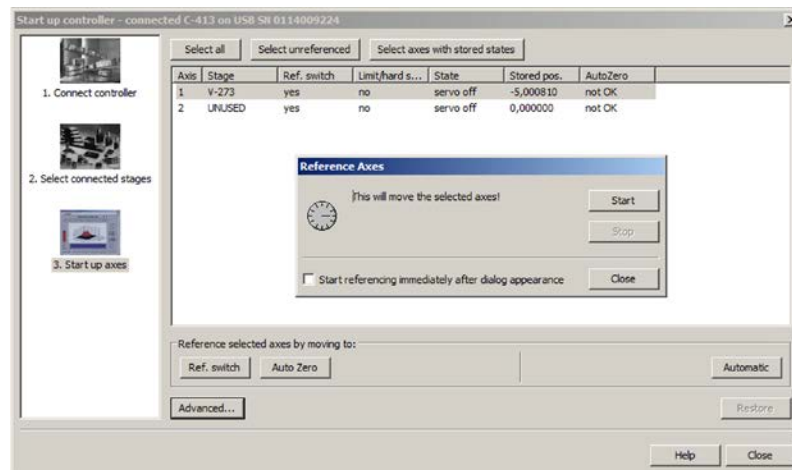 Start up controller - connected C-413 on USB SN 0114009224
1. Connect controller
2. Select connected stages
3. Start up axes
Select all Select unreferenced Select axes with stored states
Axis Stage Ref. switch Limit/hard s... State Stored pos. AutoZero
1 V-273 yes no servo off -5,000810 not OK
2 UNUSED yes no servo off 0,000000 not OK
Reference Axes
This will move the selected axes!
Start
Stop
Start referencing immediately after dialog appearance
Close
Reference selected axes by moving to:
Ref. switch Auto Zero Automatic
Advanced... Restore
Help Close